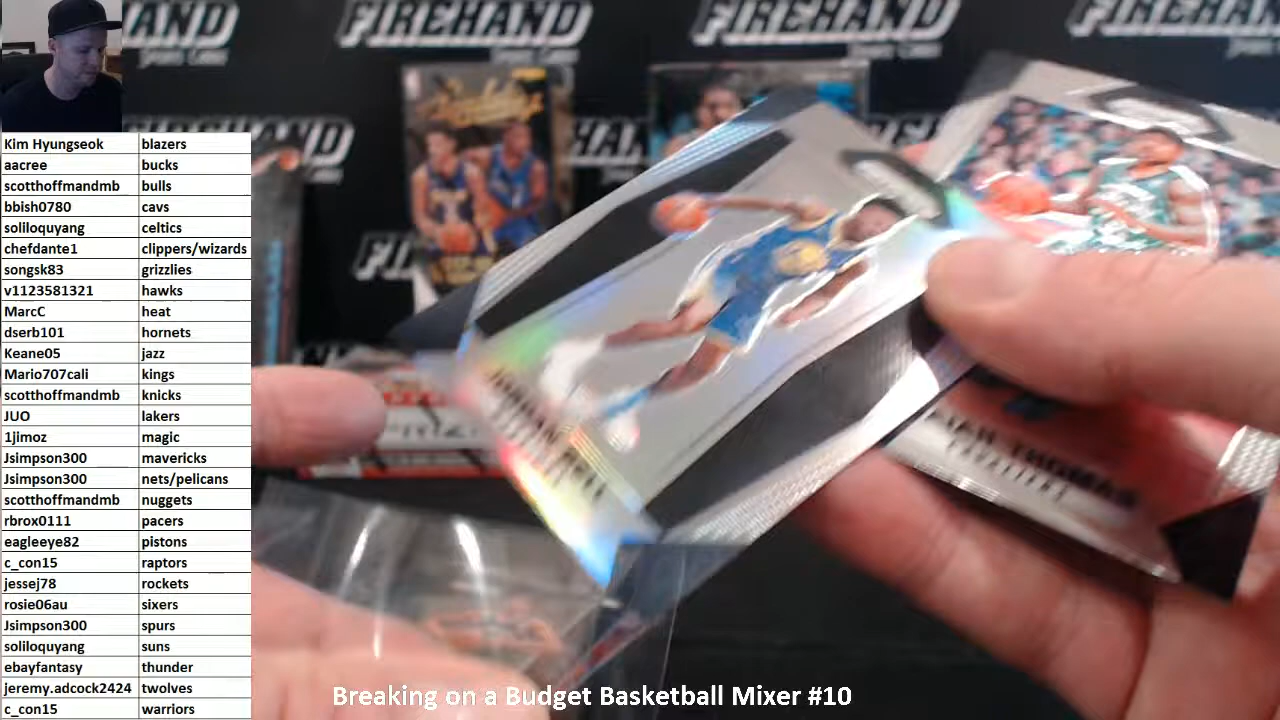 FIREHAND
FIREHAND
FIREHAND
Kim Hyungseok blazers
aacree bucks
scotthoffmandmb bulls
bbish0780 cavs
soliloquyang celtics
chefdante1 clippers/wizards
songsk83 grizzlies
v1123581321 hawks
MarcC heat
dserb101 hornets
Keane05 jazz
Mario707cali kings
scotthoffmandmb knicks
JUO lakers
1jimoz magic
Jsimpson300 mavericks
Jsimpson300 nets/pelicans
scotthoffmandmb nuggets
rbrox0111 pacers
eagleeye82 pistons
c_con15 raptors
jessej78 rockets
rosie06au sixers
Jsimpson300 spurs
soliloquyang suns
ebayfantasy thunder
jeremy.adcock2424 twolves
c_con15 warriors
THOMAS
Breaking on a Budget Basketball Mixer #10